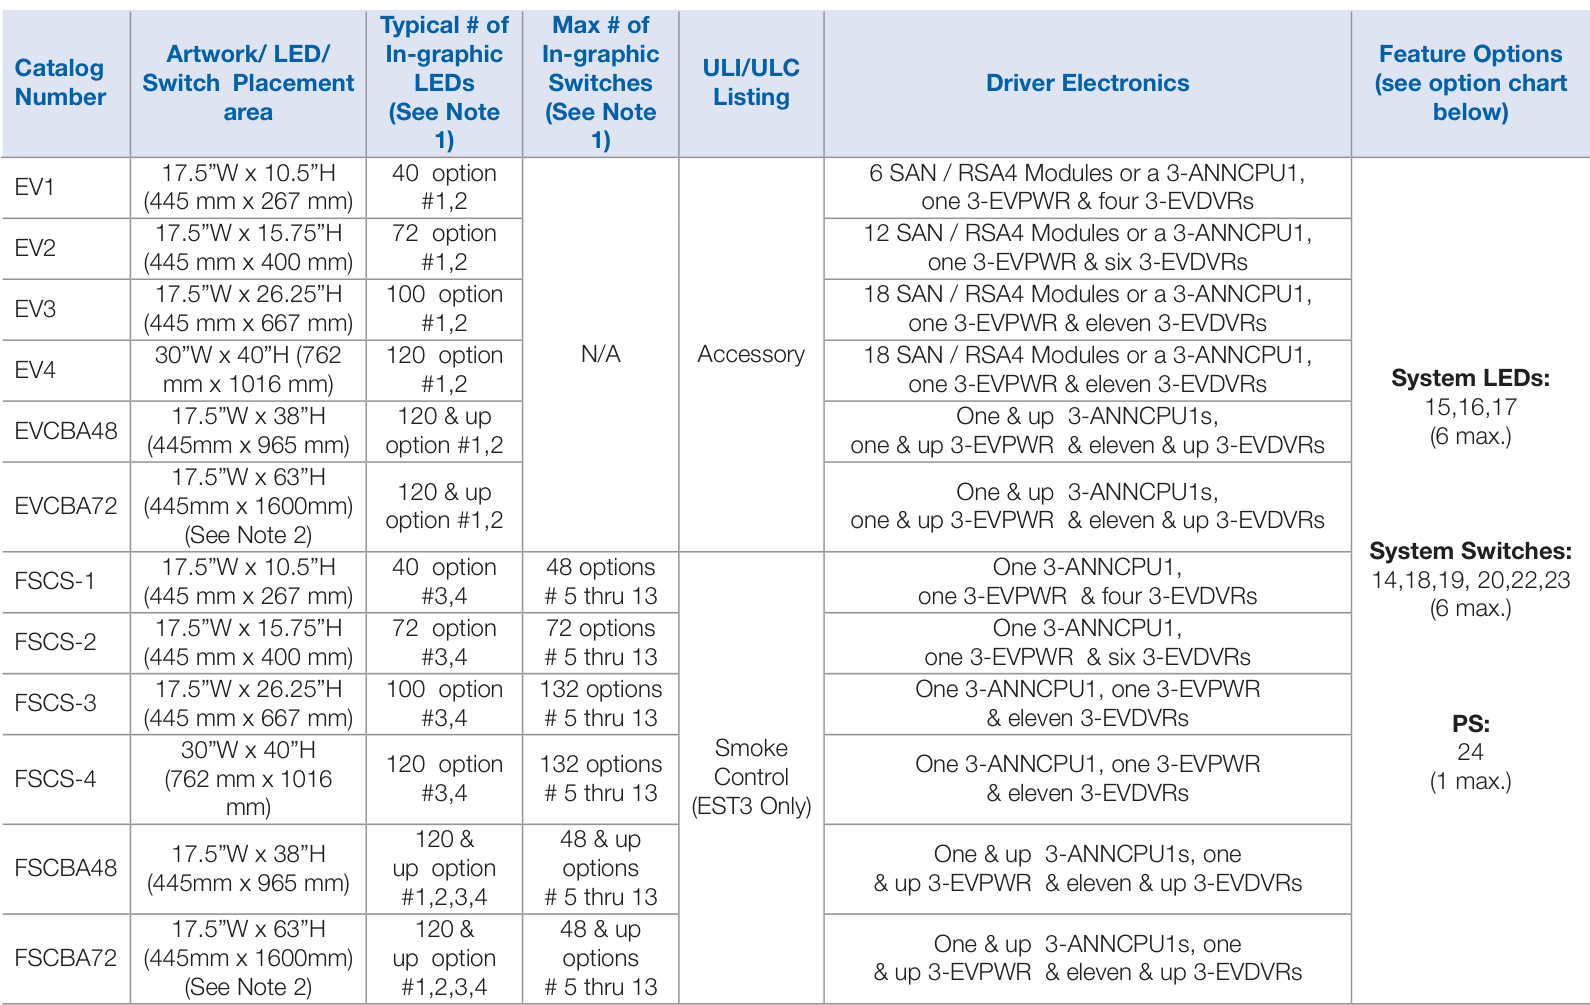 Catalog
Number
Artwork/ LED/
Switch Placement
area
Typical # of
In-graphic
LEDs
(See Note
1)
Max # of
In-graphic
Switches
(See Note
1)
ULI/ULC
Listing
Driver Electronics
Feature Options
(see option chart
below)
EV1
17.5”W x 10.5”H
(445 mm x 267 mm)
40 option
#1,2
6 SAN / RSA4 Modules or a 3-ANNCPU1,
one 3-EVPWR & four 3-EVDVRs
EV2
17.5”W x 15.75”H
(445 mm x 400 mm)
72 option
#1,2
12 SAN / RSA4 Modules or a 3-ANNCPU1,
one 3-EVPWR & six 3-EVDVRs
EV3
17.5”W x 26.25”H
(445 mm x 667 mm)
100 option
#1,2
18 SAN / RSA4 Modules or a 3-ANNCPU1,
one 3-EVPWR & eleven 3-EVDVRs
EV4
30”W x 40”H (762
mm x 1016 mm)
120 option
#1,2
N/A
Accessory
18 SAN / RSA4 Modules or a 3-ANNCPU1,
one 3-EVPWR & eleven 3-EVDVRs
EVCBA48
17.5”W x 38”H
(445mm x 965 mm)
120 & up
option #1,2
One & up 3-ANNCPU1s,
one & up 3-EVPWR & eleven & up 3-EVDVRs
EVCBA72
17.5”W x 63”H
(445mm x 1600mm)
(See Note 2)
120 & up
option #1,2
One & up 3-ANNCPU1s,
one & up 3-EVPWR & eleven & up 3-EVDVRs
FSCS-1
17.5”W x 10.5”H
(445 mm x 267 mm)
40 option
#3,4
48 options
# 5 thru 13
One 3-ANNCPU1,
one 3-EVPWR & four 3-EVDVRs
FSCS-2
17.5”W x 15.75”H
(445 mm x 400 mm)
72 option
#3,4
72 options
# 5 thru 13
One 3-ANNCPU1,
one 3-EVPWR & six 3-EVDVRs
FSCS-3
17.5”W x 26.25”H
(445 mm x 667 mm)
100 option
#3,4
132 options
# 5 thru 13
One 3-ANNCPU1, one 3-EVPWR
& eleven 3-EVDVRs
FSCS-4
30”W x 40”H
(762 mm x 1016
mm)
120 option
#3,4
132 options
# 5 thru 13
Smoke
Control
(EST3 Only)
One 3-ANNCPU1, one 3-EVPWR
& eleven 3-EVDVRs
FSCBA48
17.5”W x 38”H
(445mm x 965 mm)
120 &
up option
#1,2,3,4
48 & up
options
# 5 thru 13
One & up 3-ANNCPU1s, one
& up 3-EVPWR & eleven & up 3-EVDVRs
FSCBA72
17.5”W x 63”H
(445mm x 1600mm)
(See Note 2)
120 &
up option
#1,2,3,4
48 & up
options
# 5 thru 13
One & up 3-ANNCPU1s, one
& up 3-EVPWR & eleven & up 3-EVDVRs
System LEDs:
15,16,17
(6 max.)
System Switches:
14,18,19, 20,22,23
(6 max.)
PS:
24
(1 max.)